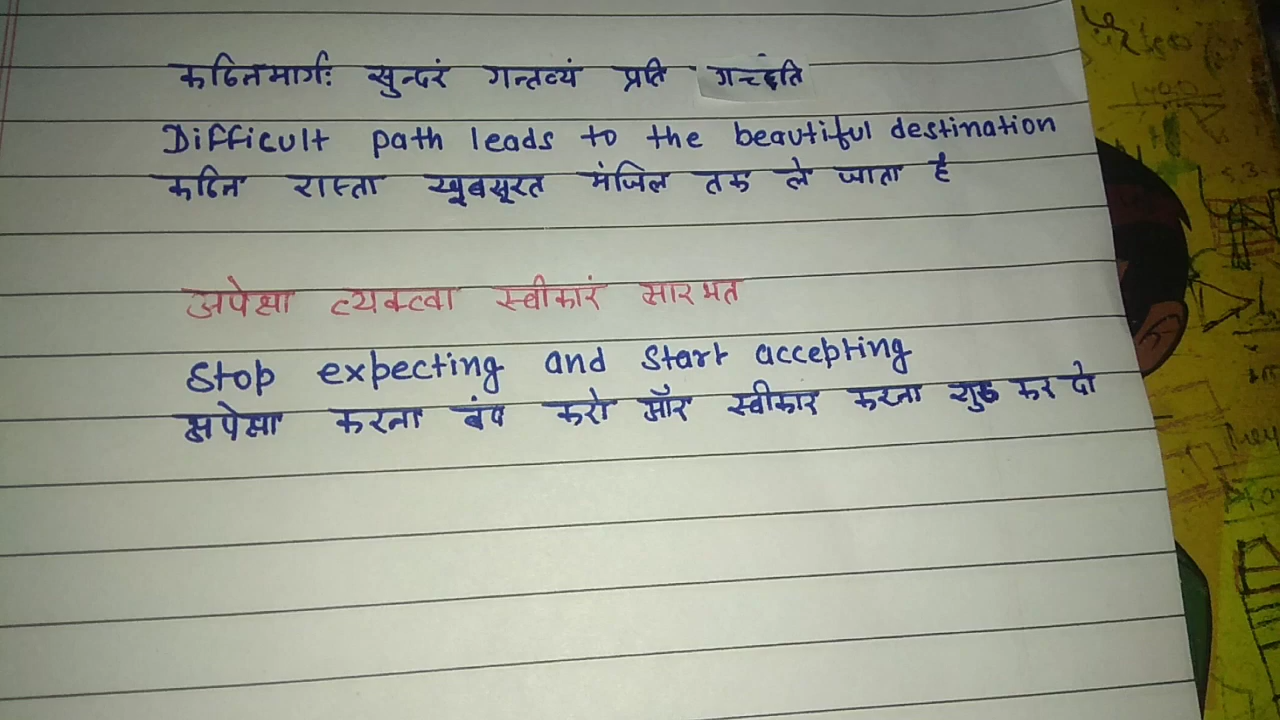 कठिनमार्गः सुन्दरं गन्तव्यं प्रति गच्छति
Difficult path leads to the beautiful destination
कठिन रास्ता खूबसूरत मंजिल तक ले जाता है
अपेक्षा त्यक्त्वा स्वीकारं आरभत
Stop expecting and start accepting
अपेक्षा करना बंद करो और स्वीकार करना शुरू कर दो